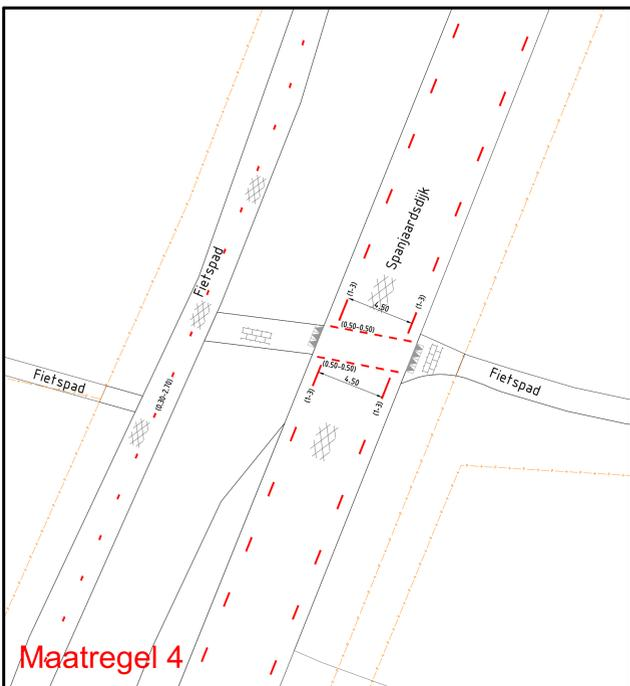 Spanjaardsdijk
Fietspad
(1-3)
4,50
(1-3)
(0.50-0.50)
(0.50-0.50)
4,50
(1-3)
(1-3)
Fietspad
(0.30-2.70)
Fietspad
Maatregel 4